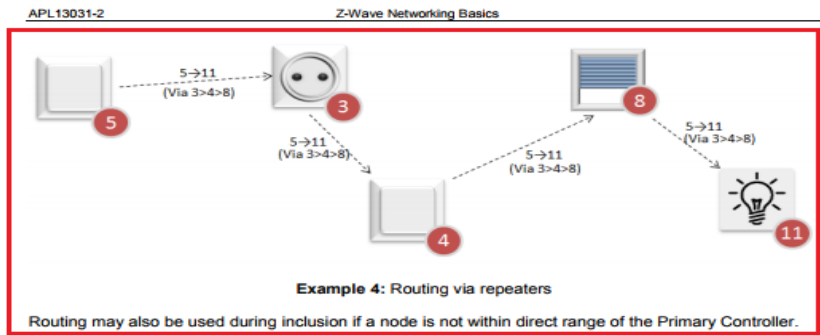 APL13031-2 Z-Wave Networking Basics
5→11
(Via 3>4>8)
5
3
5→11
(Via 3>4>8)
4
5→11
(Via 3>4>8)
8
5→11
(Via 3>4>8)
11
Example 4: Routing via repeaters
Routing may also be used during inclusion if a node is not within direct range of the Primary Controller.